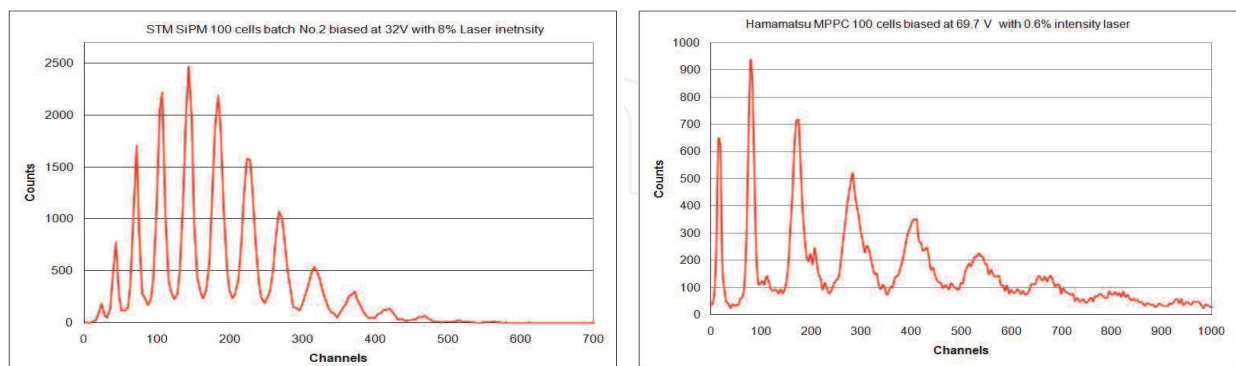 STM SiPM 100 cells batch No.2 biased at 32V with 8% Laser inetnsity
2500
2000
1500
1000
500
0
Counts
0 100 200 300 400 500 600 700
Channels
Hamamatsu MPPC 100 cells biased at 69.7 V with 0.6% intensity laser
1000
900
800
700
600
500
400
300
200
100
0
Counts
0 100 200 300 400 500 600 700 800 900 1000
Channels